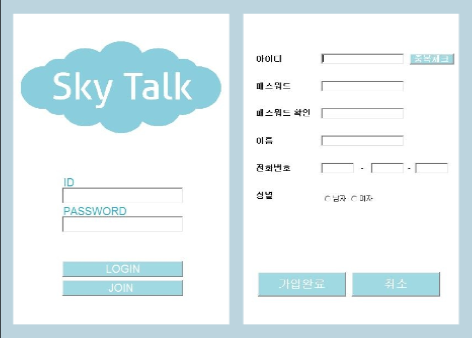 Sky Talk
ID
PASSWORD
LOGIN
JOIN
아이디
중복체크
패스워드
패스워드 확인
이름
전화번호
-
-
성별
남자
여자
가입완료
취소